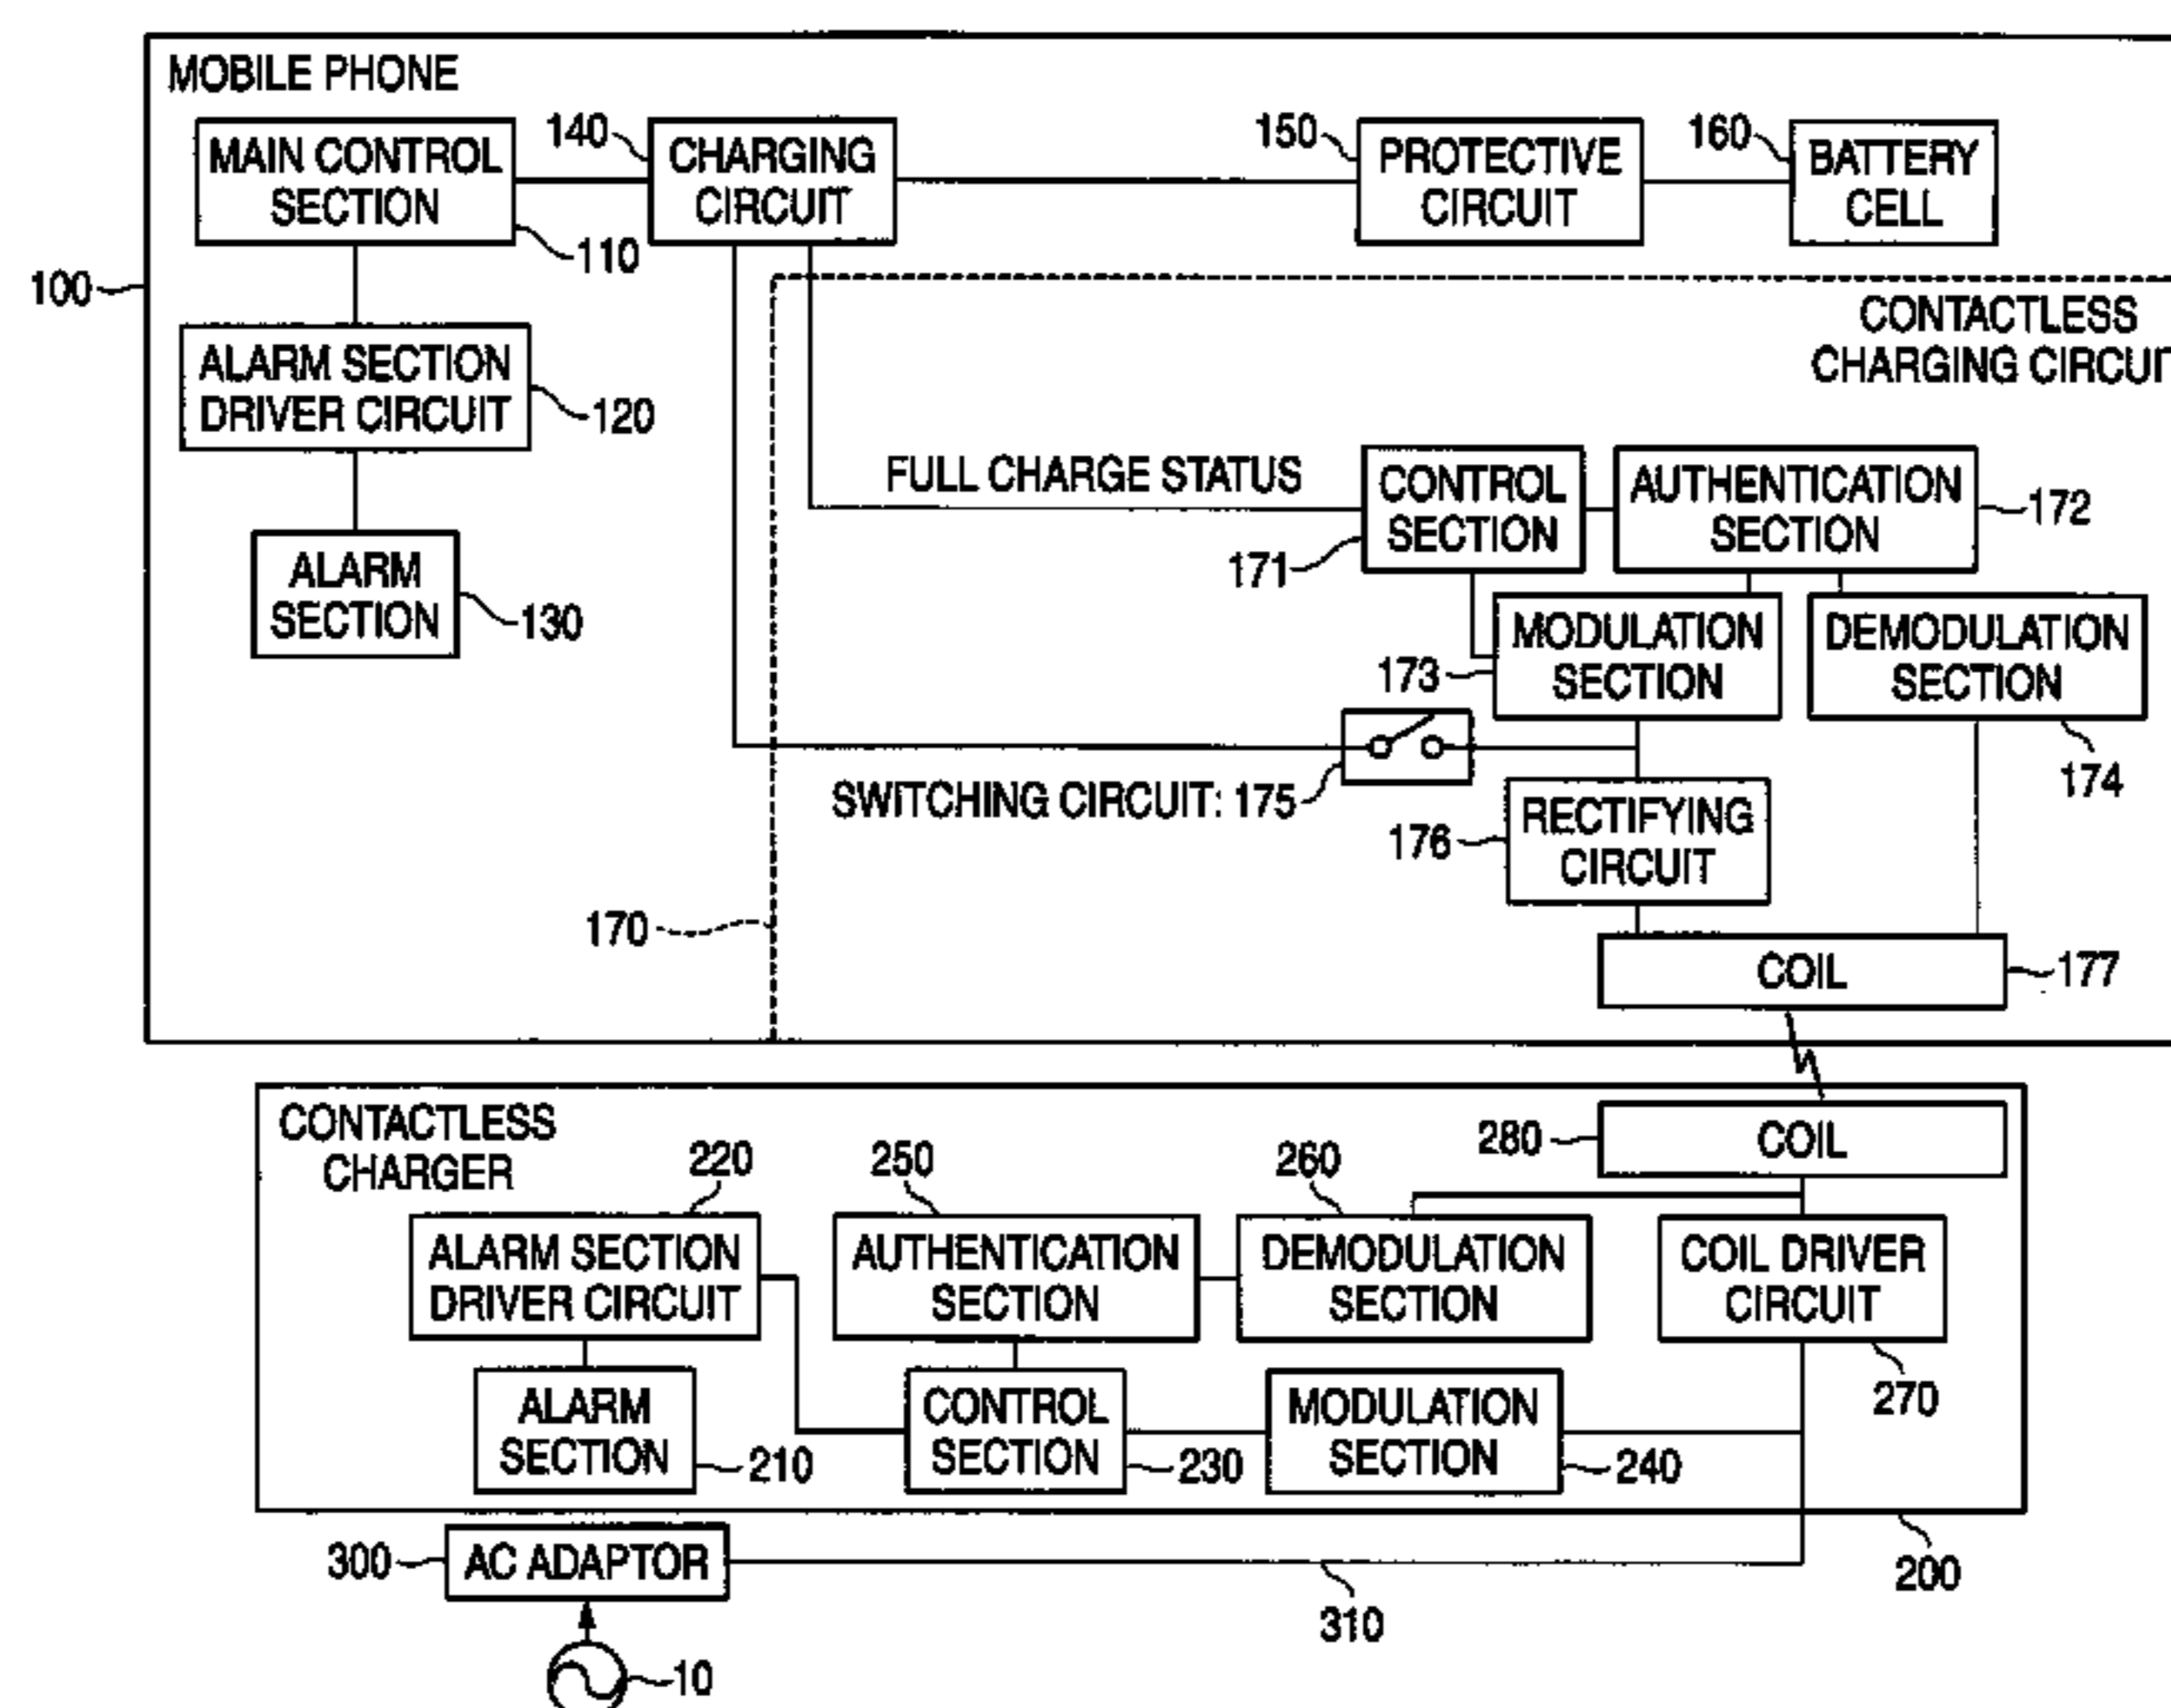 MOBILE PHONE
MAIN CONTROL
SECTION
110
140
CHARGING
CIRCUIT
150
PROTECTIVE
CIRCUIT
160
BATTERY
CELL
100
ALARM SECTION
DRIVER CIRCUIT
120
ALARM
SECTION
130
CONTACTLESS
CHARGING CIRCUIT
FULL CHARGE STATUS
CONTROL
SECTION
171
AUTHENTICATION
SECTION
172
MODULATION
SECTION
173
DEMODULATION
SECTION
174
SWITCHING CIRCUIT: 175
RECTIFYING
CIRCUIT
176
170
COIL
177
CONTACTLESS
CHARGER
280
COIL
220
ALARM SECTION
DRIVER CIRCUIT
250
AUTHENTICATION
SECTION
260
DEMODULATION
SECTION
COIL DRIVER
CIRCUIT
270
ALARM
SECTION
210
CONTROL
SECTION
230
MODULATION
SECTION
240
200
300
AC ADAPTOR
310
10